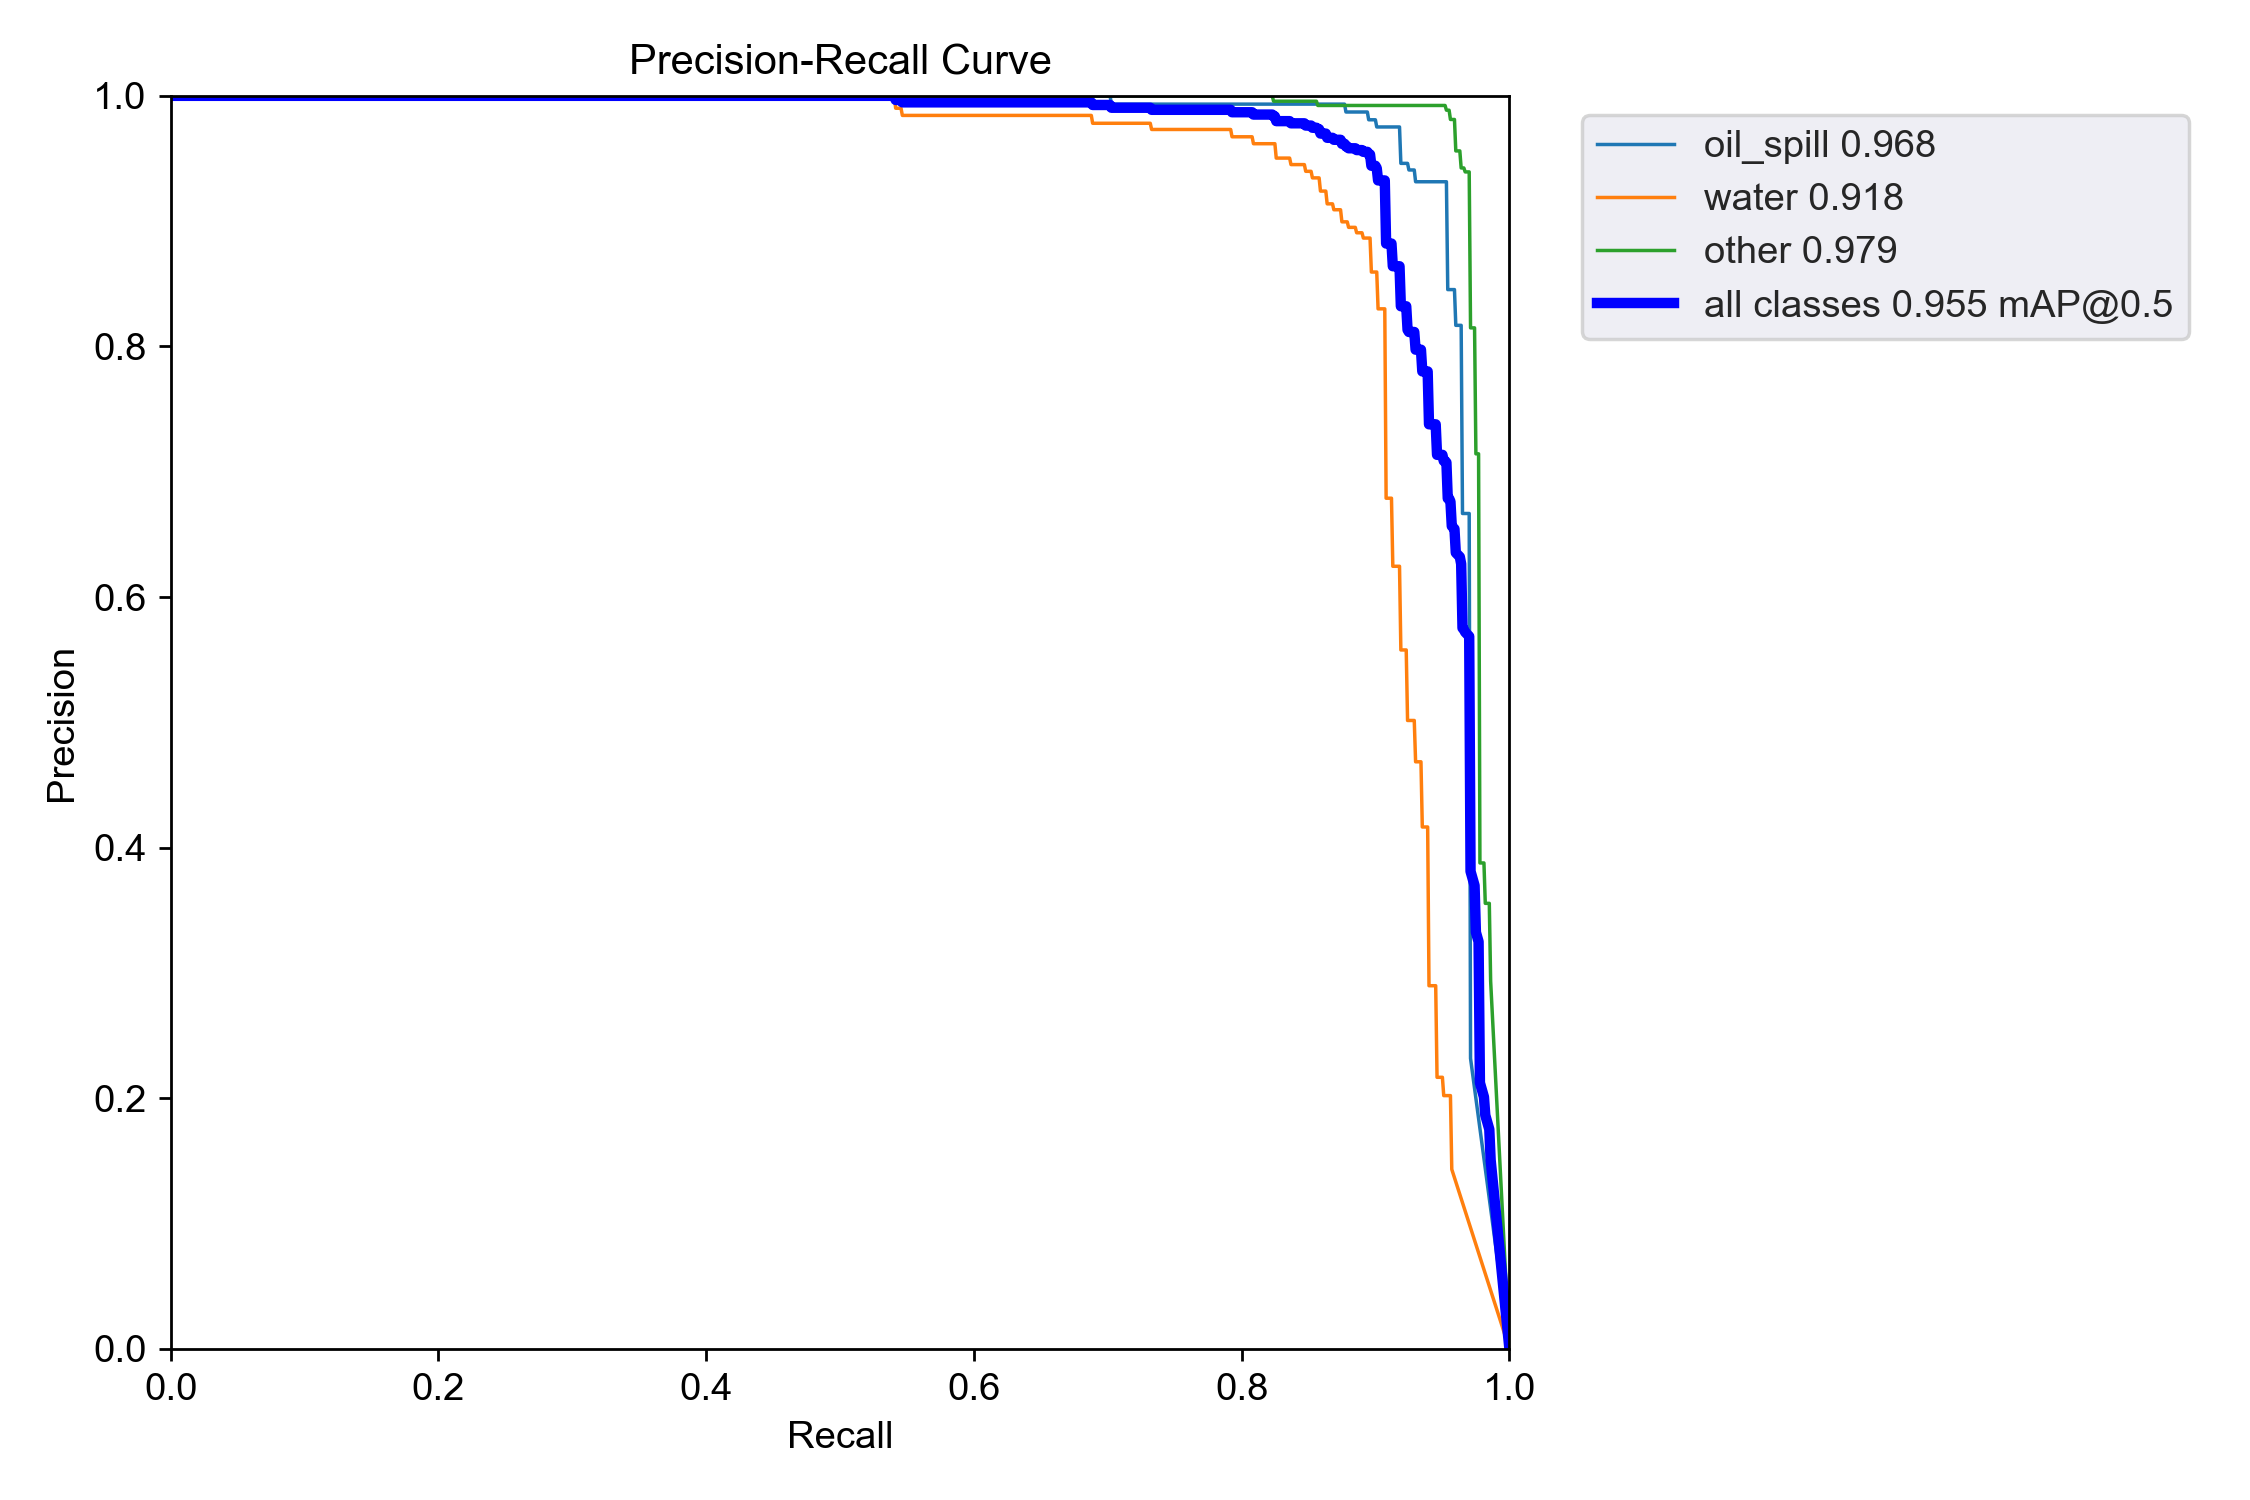 Precision-Recall Curve
1.0
0.8
0.6
0.4
0.2
0.0
Precision
0.0 0.2 0.4 0.6 0.8 1.0
Recall
oil_spill 0.968
water 0.918
other 0.979
all classes 0.955 mAP@0.5